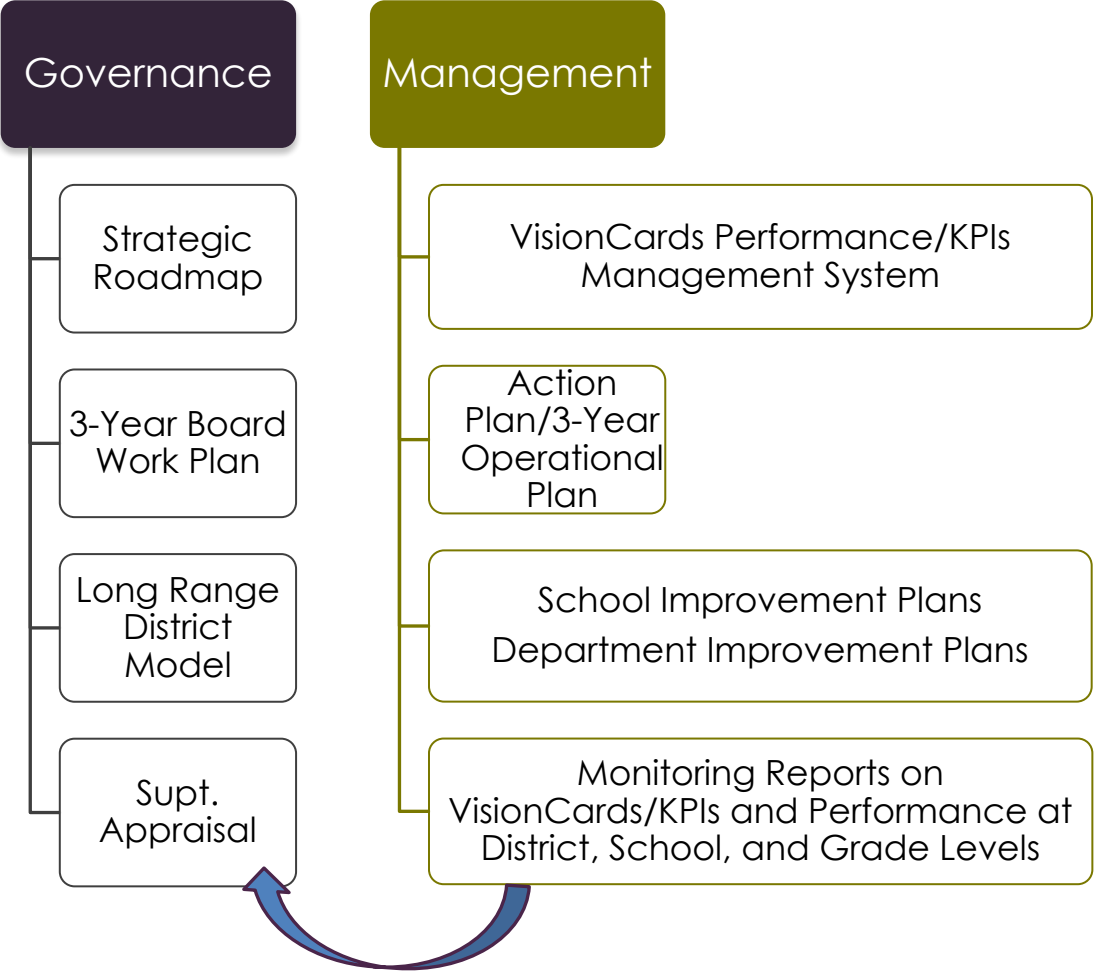 Governance
Strategic
Roadmap
3-Year Board
Work Plan
Long Range
District
Model
Supt.
Appraisal
Management
VisionCards Performance/KPIs
Management System
Action
Plan/3-Year
Operational
Plan
School Improvement Plans
Department Improvement Plans
Monitoring Reports on
VisionCards/KPIs and Performance at
District, School, and Grade Levels